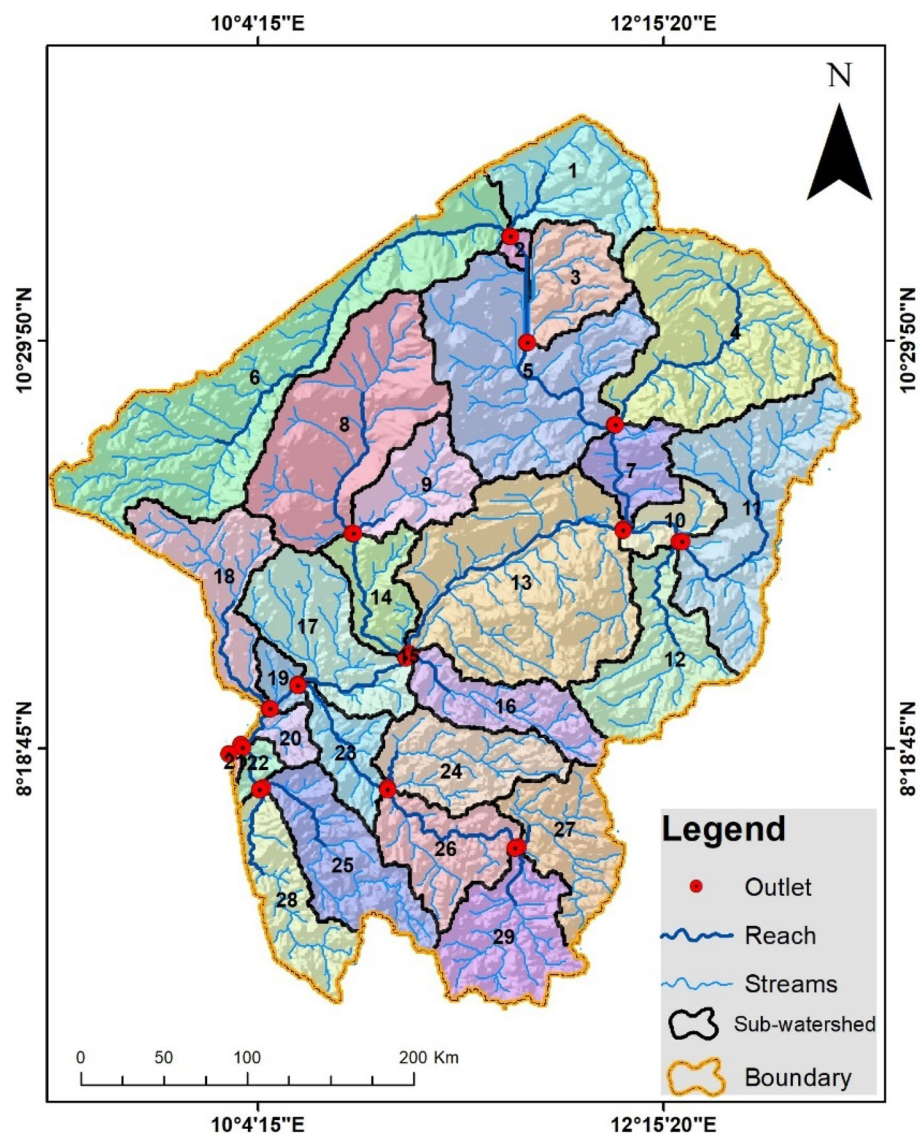 10°4'15"E 12°15'20"E
N
1
2
3
4
5
6
7
8
9
10
11
12
13
14
15
16
17
18
19
20
21
22
23
24
25
26
27
28
29
10°29'50"N 10°29'50"N
8°18'45"N 8°18'45"N
Legend
Outlet
Reach
Streams
Sub-watershed
Boundary
0 50 100 200 Km
10°4'15"E 12°15'20"E